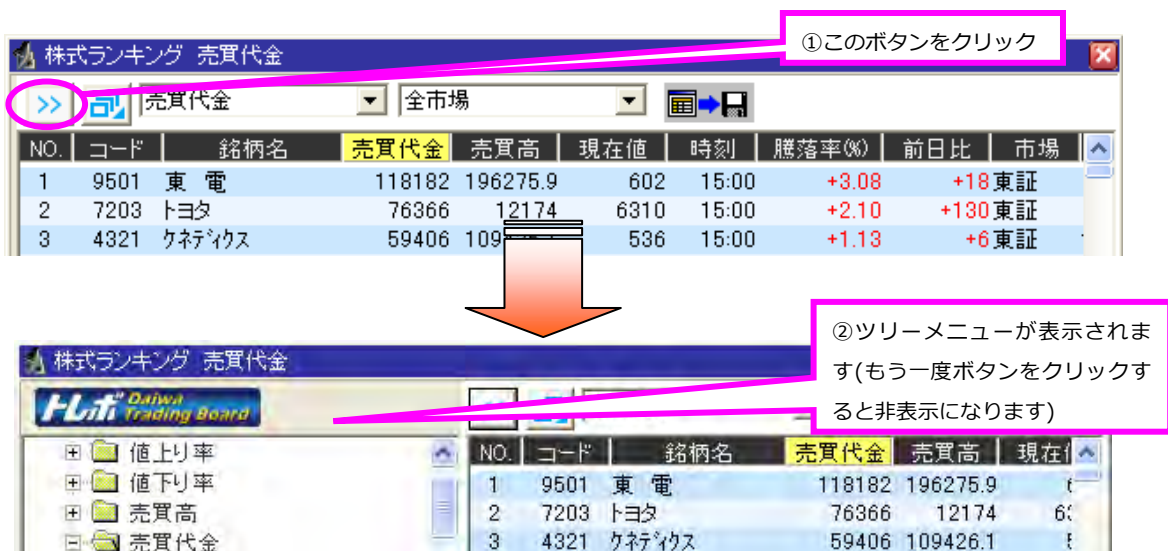 ①このボタンをクリック
株式ランキング 売買代金
>> 売買代金 全市場
NO. コード 銘柄名 売買代金 売買高 現在値 時刻 騰落率(%) 前日比 市場
1 9501 東 電 118182 196275.9 602 15:00 +3.08 +18 東証
2 7203 トヨタ 76366 12174 6310 15:00 +2.10 +130 東証
3 4321 ケネディクス 59406 109 536 15:00 +1.13 +6 東証
②ツリーメニューが表示されま
す(もう一度ボタンをクリックす
ると非表示になります)
株式ランキング 売買代金
トレボ Daiwa Trading Board
値上り率
値下り率
売買高
売買代金
NO. コード 銘柄名 売買代金 売買高 現在
1 9501 東 電 118182 196275.9
2 7203 トヨタ 76366 12174
3 4321 ケネディクス 59406 109426.1